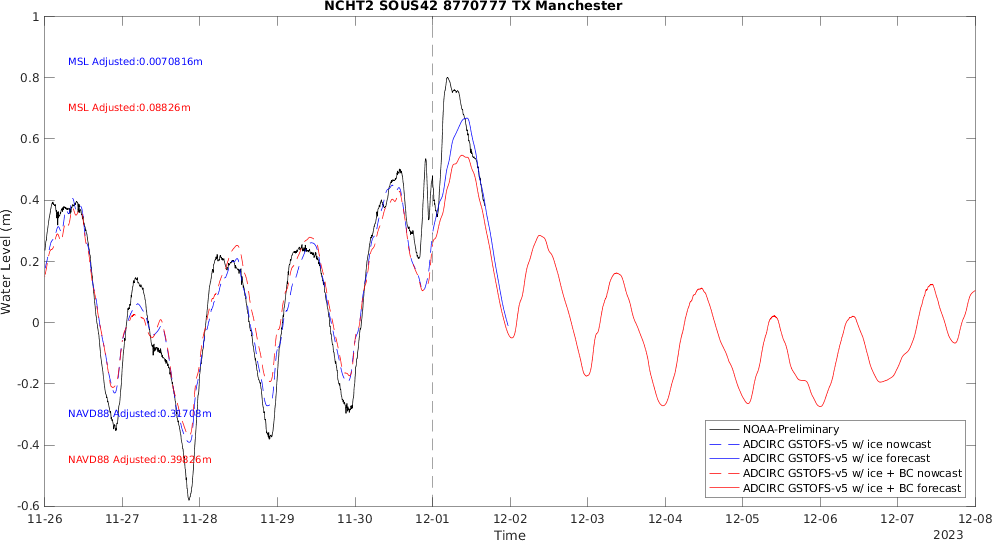 NCHT2 SOUS42 8770777 TX Manchester
1
0.8
0.6
0.4
0.2
0
-0.2
-0.4
-0.6
Water Level (m)
MSL Adjusted:0.0070816m
MSL Adjusted:0.08826m
NAVD88 Adjusted:0.31708m
NAVD88 Adjusted:0.39826m
NOAA-Preliminary
ADCIRC GSTOFS-v5 w/ ice nowcast
ADCIRC GSTOFS-v5 w/ ice forecast
ADCIRC GSTOFS-v5 w/ ice + BC nowcast
ADCIRC GSTOFS-v5 w/ ice + BC forecast
11-26 11-27 11-28 11-29 11-30 12-01 12-02 12-03 12-04 12-05 12-06 12-07 12-08
Time
2023